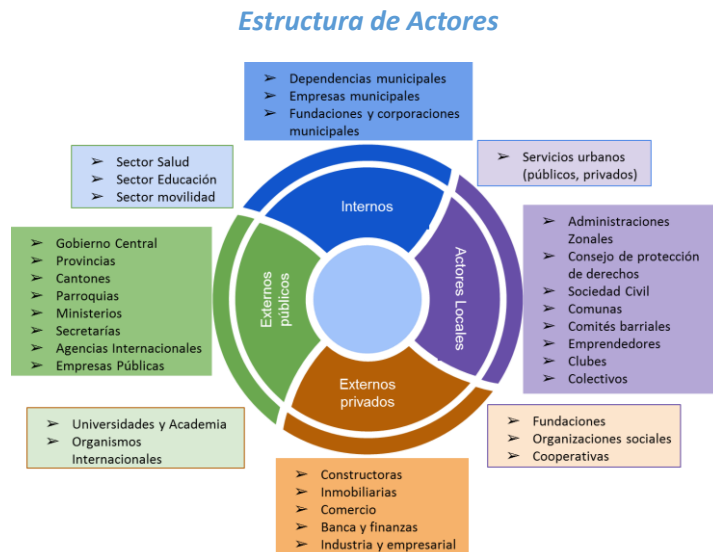 Estructura de Actores
➢ Dependencias municipales
➢ Empresas municipales
➢ Fundaciones y corporaciones
municipales
➢ Sector Salud
➢ Sector Educación
➢ Sector movilidad
➢ Servicios urbanos
(públicos, privados)
Internos
➢ Gobierno Central
➢ Provincias
➢ Cantones
➢ Parroquias
➢ Ministerios
➢ Secretarías
➢ Agencias Internacionales
➢ Empresas Públicas
Externos
públicos
Actores Locales
➢ Administraciones
Zonales
➢ Consejo de protección
de derechos
➢ Sociedad Civil
➢ Comunas
➢ Comités barriales
➢ Emprendedores
➢ Clubes
➢ Colectivos
Externos
privados
➢ Universidades y Academia
➢ Organismos
Internacionales
➢ Fundaciones
➢ Organizaciones sociales
➢ Cooperativas
➢ Constructoras
➢ Inmobiliarias
➢ Comercio
➢ Banca y finanzas
➢ Industria y empresarial